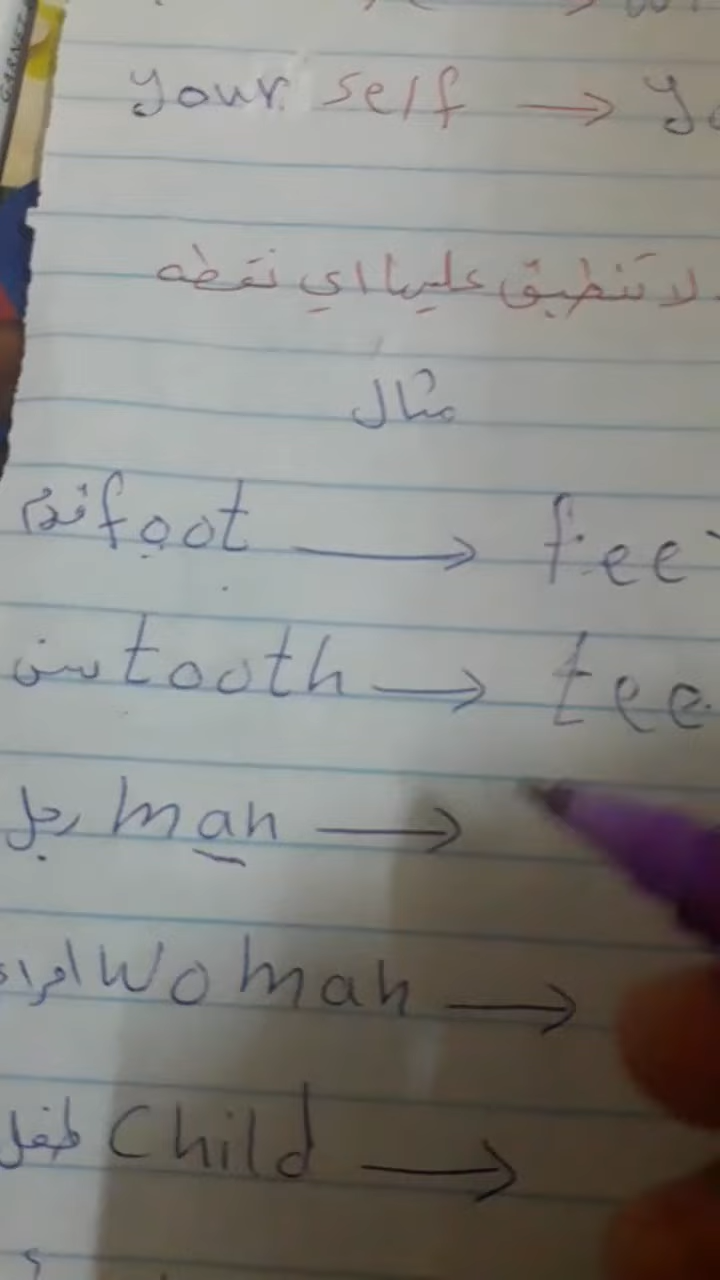 your self → yo
لا تنطبق عليها اي نقطه
مثال
قدم foot → fee
سن tooth → tee
رجل man →
امراه woman →
طفل child →